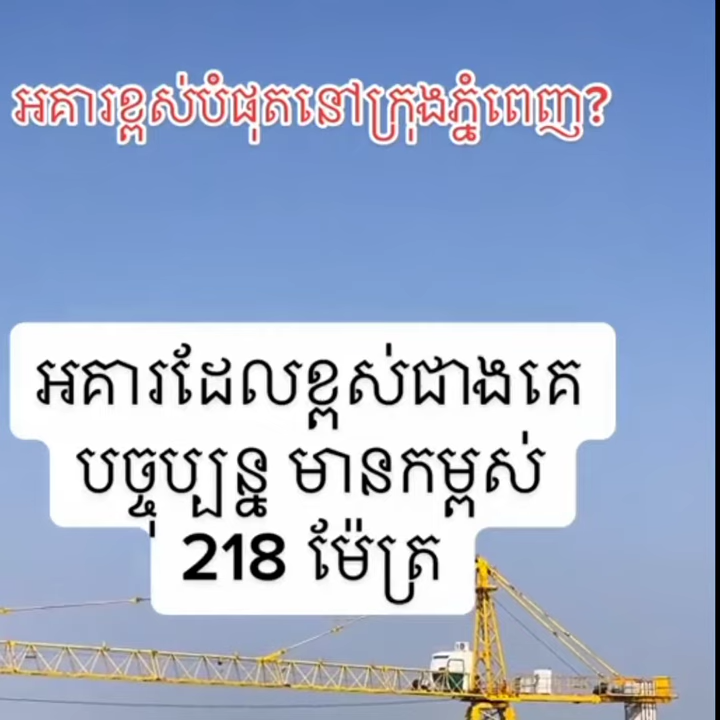 អគារខ្ពស់បំផុតនៅក្រុងភ្នំពេញ?
អគារដែលខ្ពស់ជាងគេ
បច្ចុប្បន្ន មានកម្ពស់
218 ម៉ែត្រ